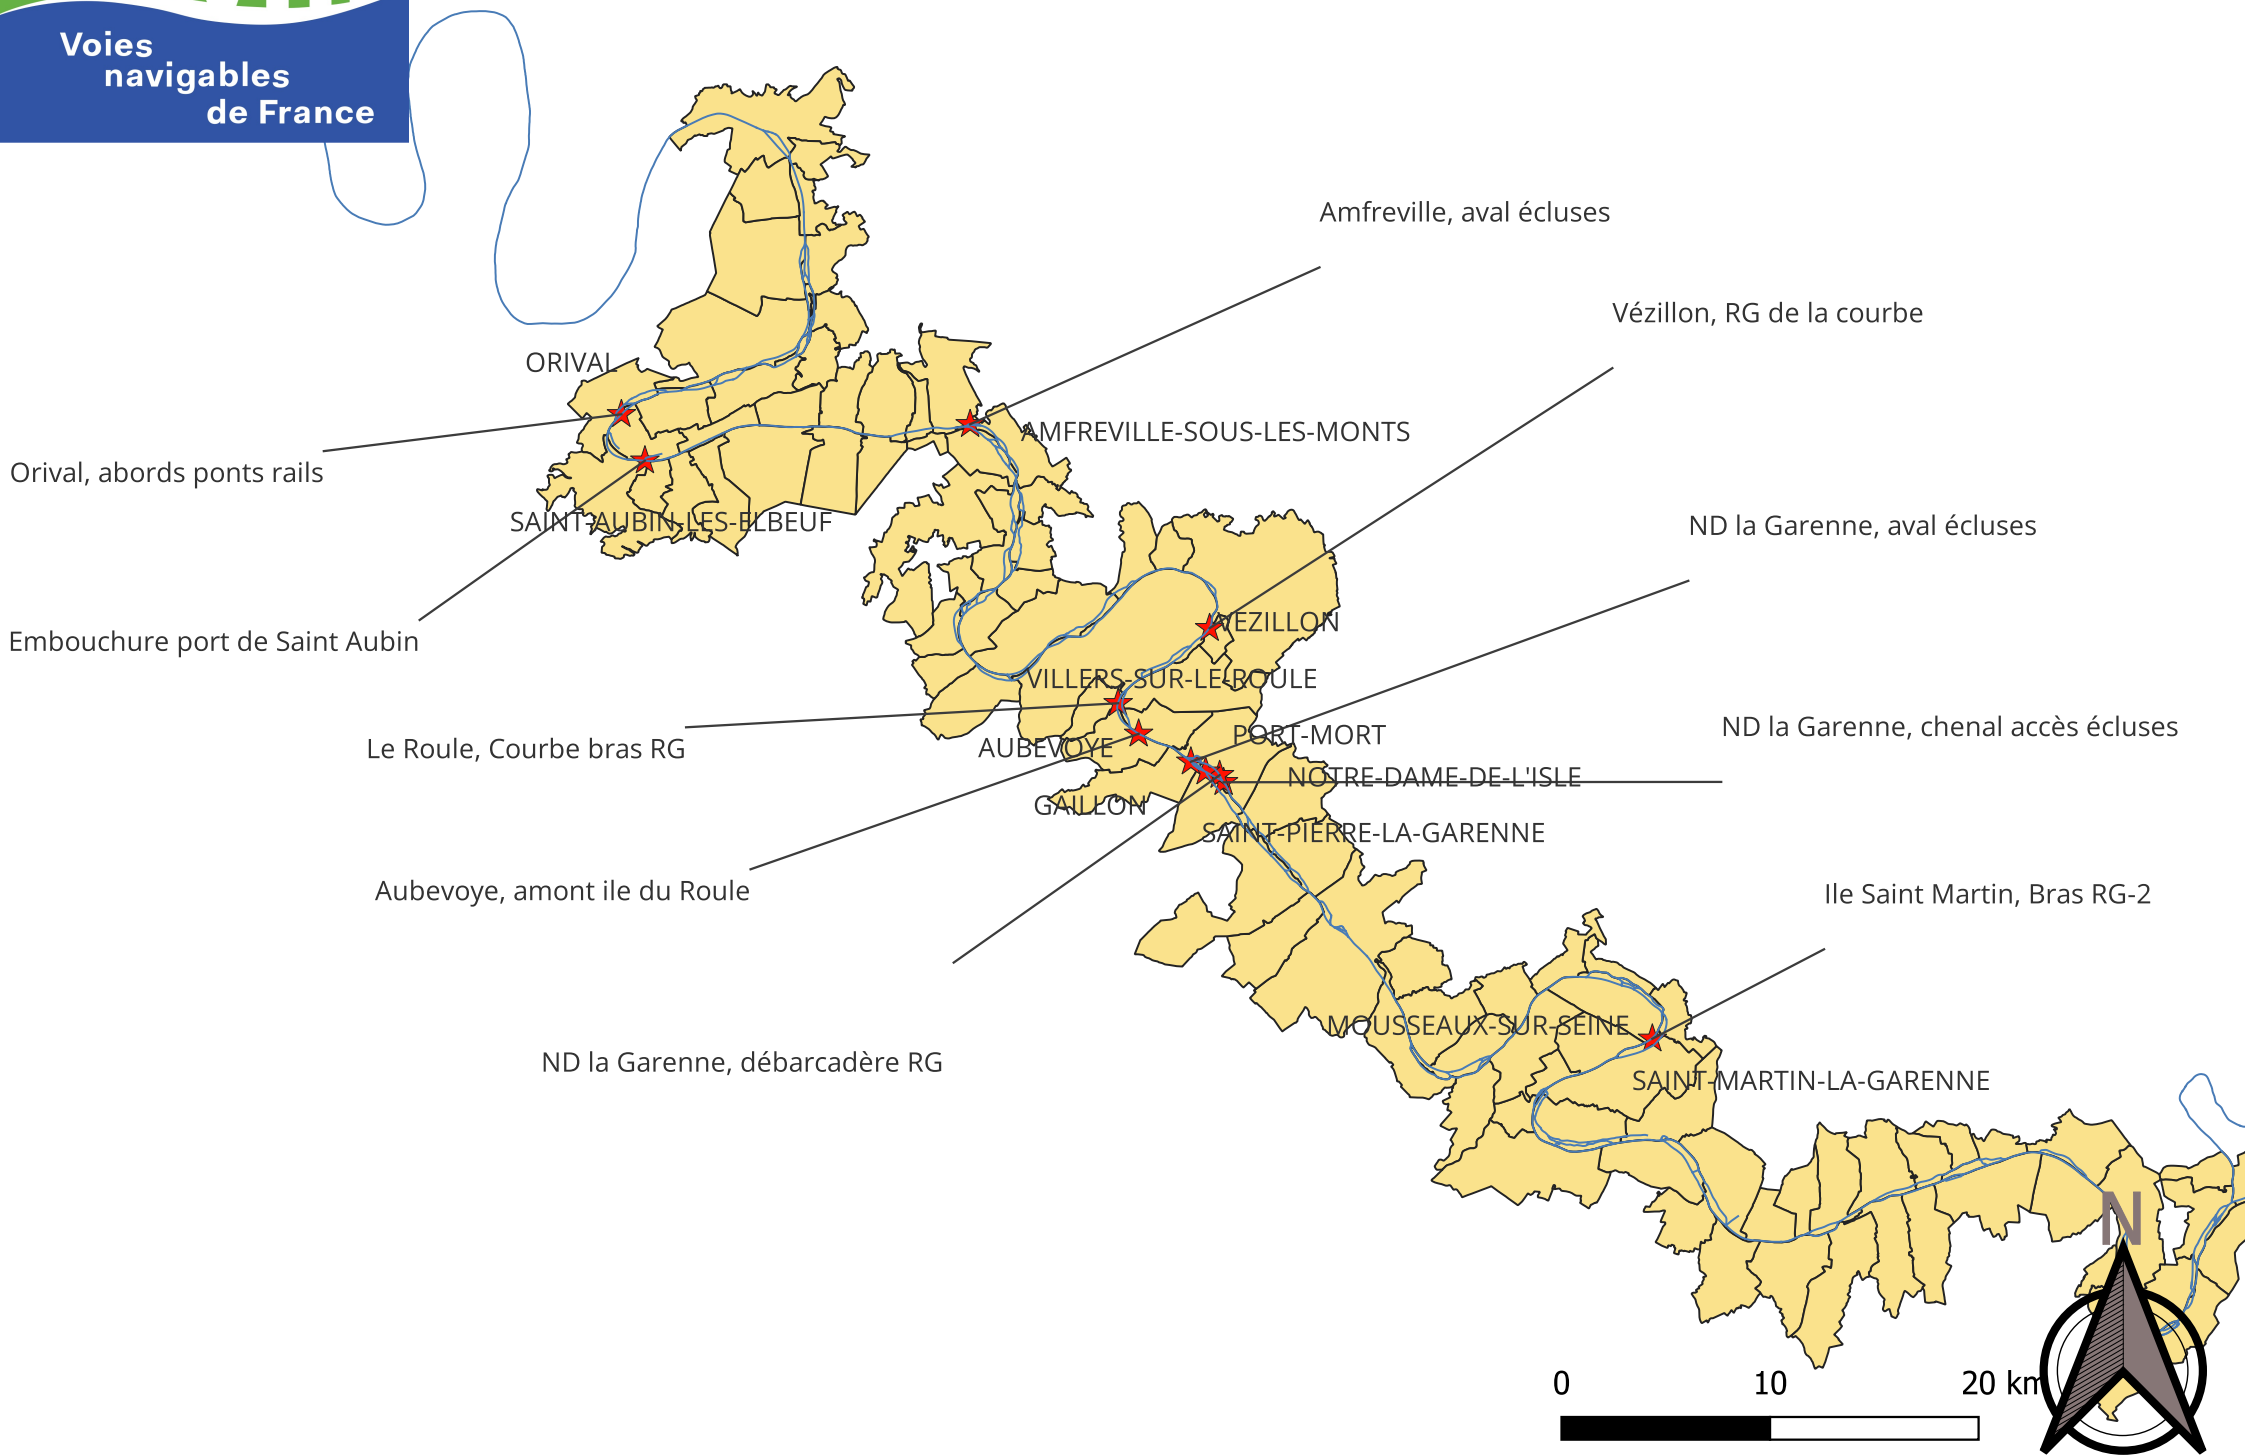 Voies
navigables
de France
Amfreville, aval écluses
Vézillon, RG de la courbe
ORIVAL
AMFREVILLE-SOUS-LES-MONTS
Orival, abords ponts rails
SAINT-AUBIN-LES-ELBEUF
ND la Garenne, aval écluses
VEZILLON
Embouchure port de Saint Aubin
VILLERS-SUR-LE-ROULE
ND la Garenne, chenal accès écluses
PORT-MORT
Le Roule, Courbe bras RG
AUBEVOYE
NOTRE-DAME-DE-L'ISLE
GAILLON
SAINT-PIERRE-LA-GARENNE
Aubevoye, amont ile du Roule
Ile Saint Martin, Bras RG-2
MOUSSEAUX-SUR-SEINE
ND la Garenne, débarcadère RG
SAINT-MARTIN-LA-GARENNE
N
0 10 20 km